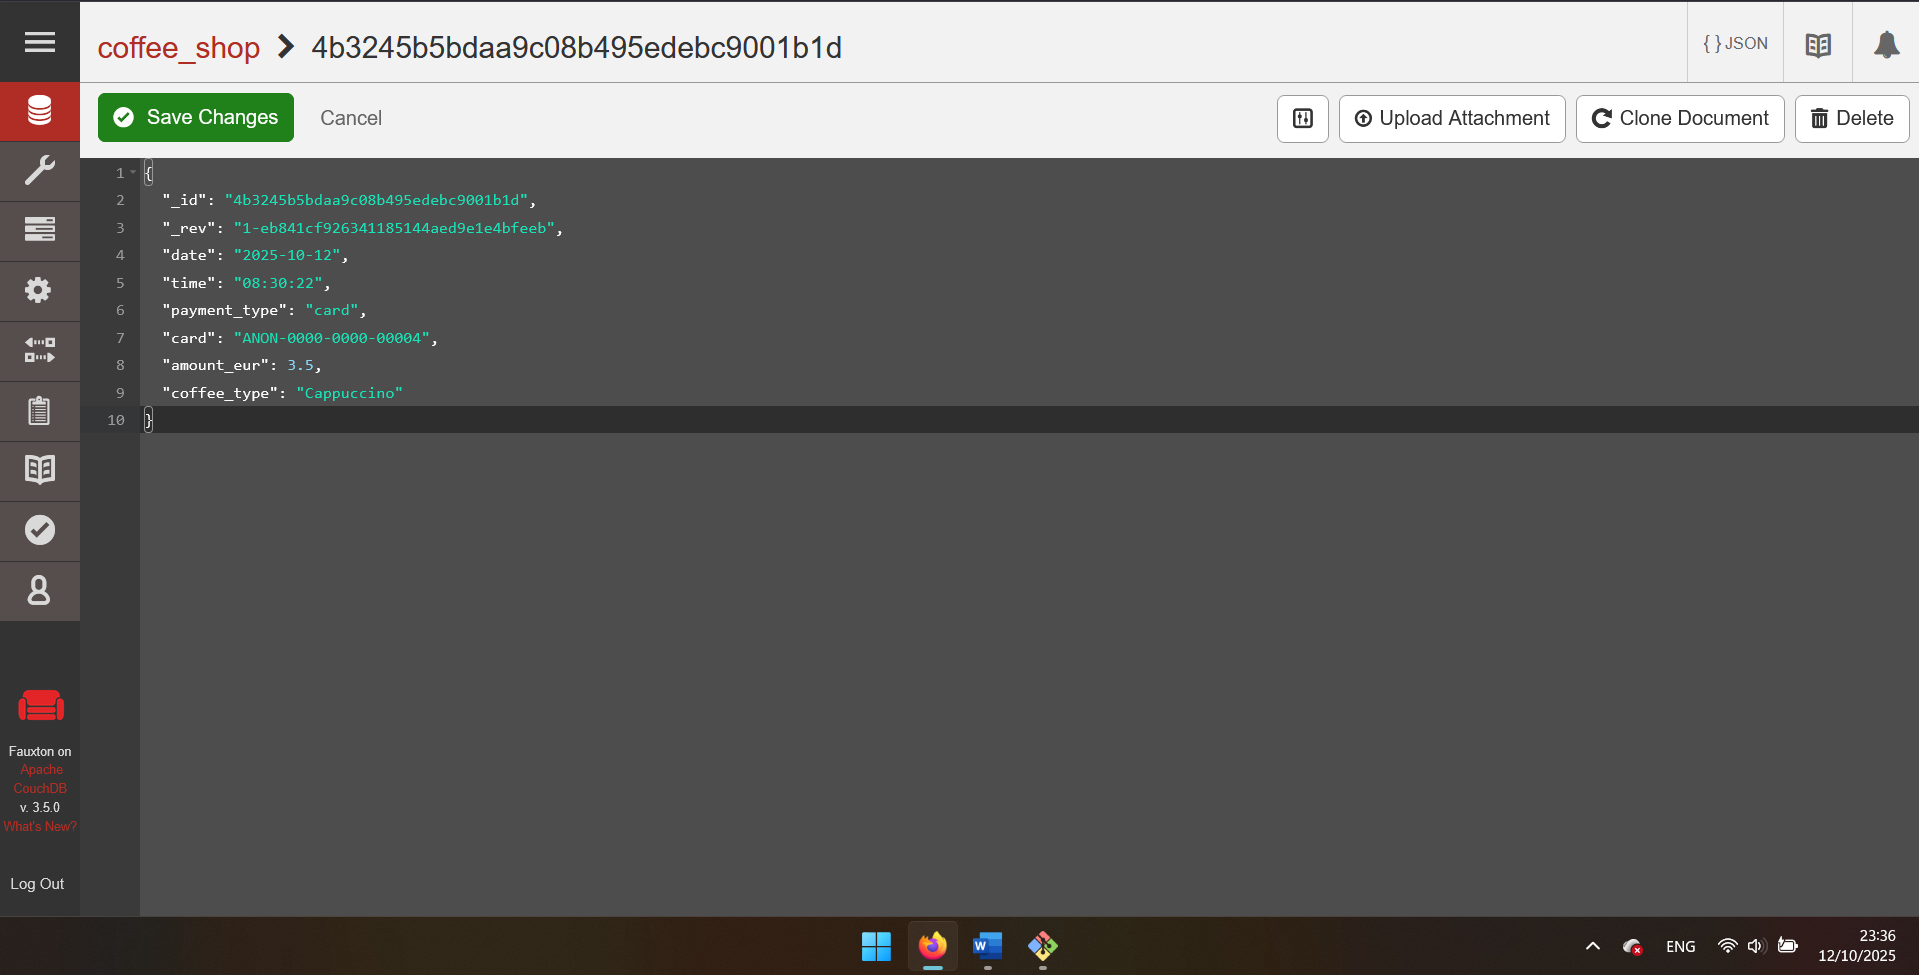 coffee_shop > 4b3245b5bdaa9c08b495edebc9001b1d
{ } JSON
Save Changes
Cancel
Upload Attachment
Clone Document
Delete
1 {
2 "_id": "4b3245b5bdaa9c08b495edebc9001b1d",
3 "_rev": "1-eb841cf926341185144aed9e1e4bfeeb",
4 "date": "2025-10-12",
5 "time": "08:30:22",
6 "payment_type": "card",
7 "card": "ANON-0000-0000-00004",
8 "amount_eur": 3.5,
9 "coffee_type": "Cappuccino"
10 }
Fauxton on
Apache
CouchDB
v. 3.5.0
What's New?
Log Out
W
ENG
23:36
12/10/2025